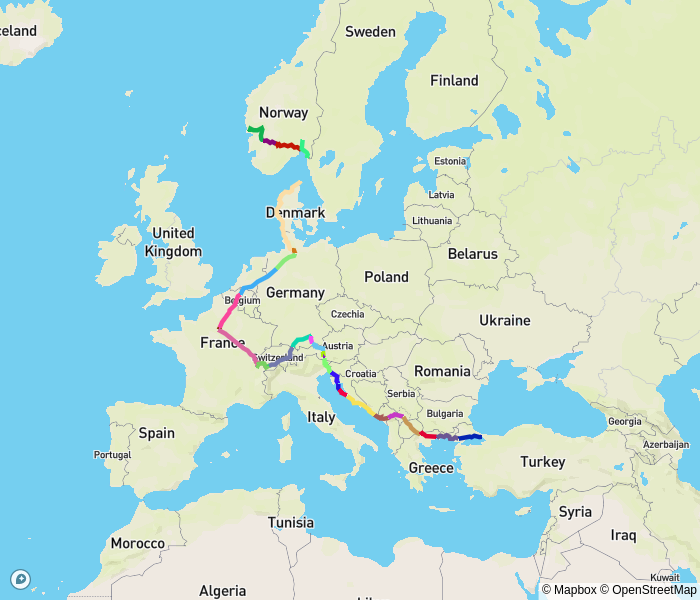 Sweden
celand
Finland
Norway
Estonia
Latvia
Denmark
Lithuania
United
Kingdom
Belarus
Poland
Germany
Belgium
Czechia
Ukraine
France
Austria
Switzerland
Romania
Croatia
Serbia
Bulgaria
Italy
Georgia
Spain
Azerbaijan
Portugal
Turkey
Greece
Syria
Tunisia
Iraq
Morocco
Kuwait
Algeria
© Mapbox © OpenStreetMap